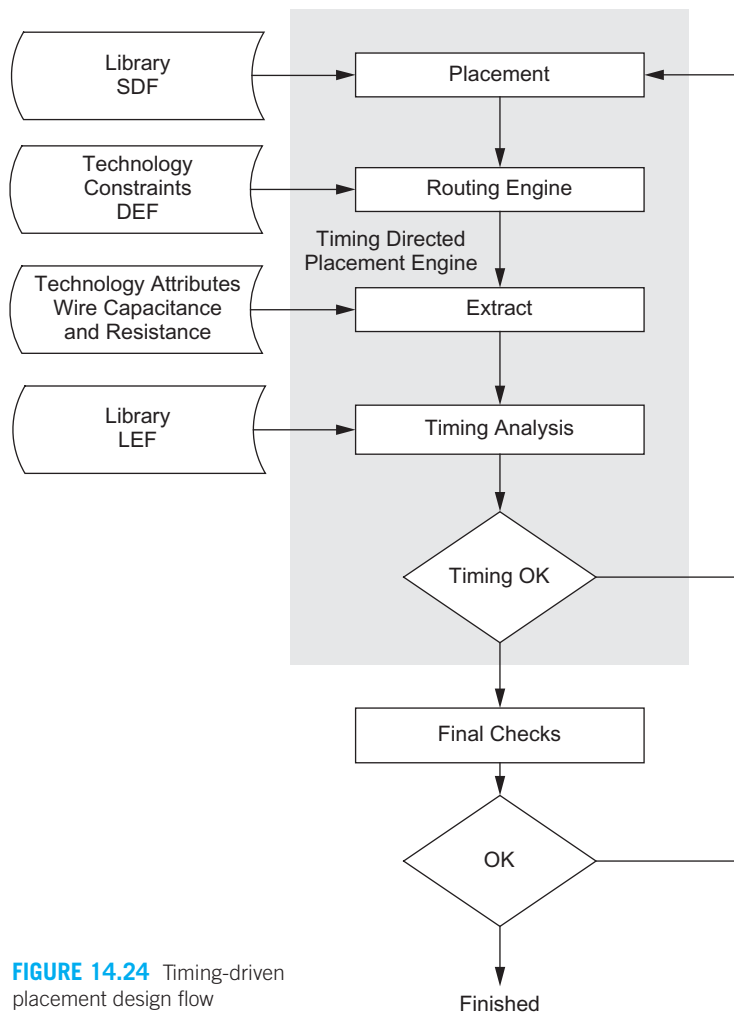 Library
SDF
Placement
Technology
Constraints
DEF
Routing Engine
Timing Directed
Placement Engine
Technology Attributes
Wire Capacitance
and Resistance
Extract
Library
LEF
Timing Analysis
Timing OK
Final Checks
OK
Finished
FIGURE 14.24 Timing-driven
placement design flow